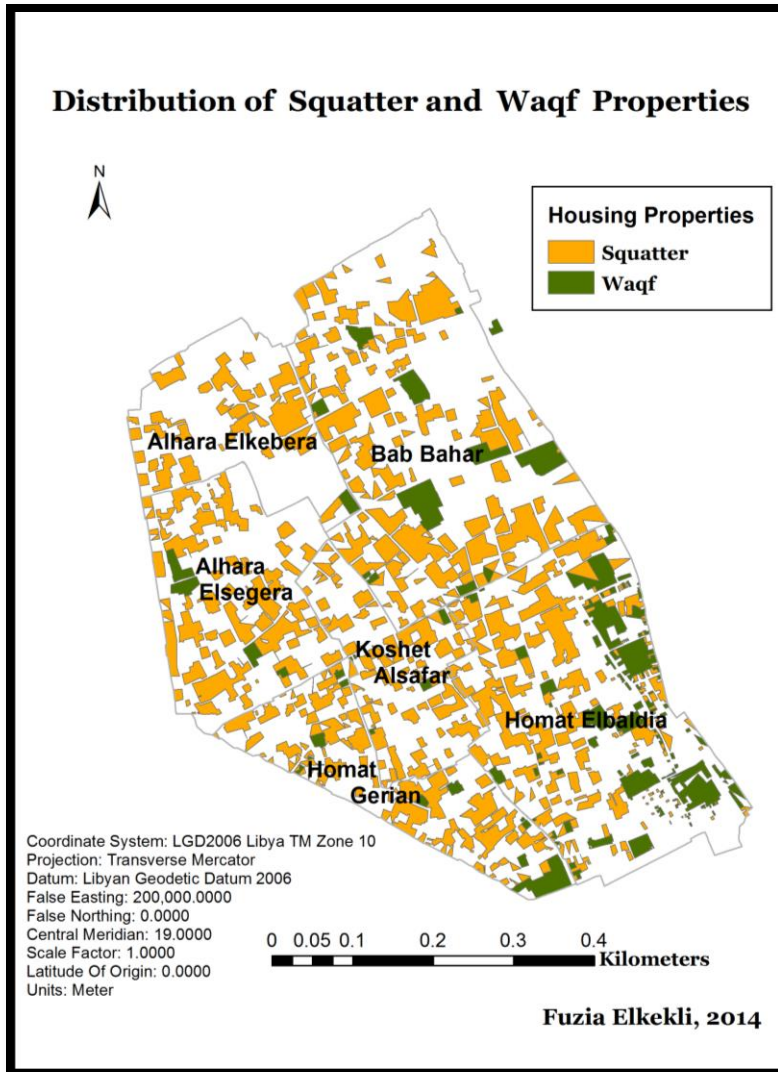 Distribution of Squatter and Waqf Properties
N
Housing Properties
Squatter
Waqf
Alhara Elkebera
Bab Bahar
Alhara
Elsegera
Koshet
Alsafar
Homat Elbaldia
Homat
Gerian
Coordinate System: LGD2006 Libya TM Zone 10
Projection: Transverse Mercator
Datum: Libyan Geodetic Datum 2006
False Easting: 200,000.0000
False Northing: 0.0000
Central Meridian: 19.0000
Scale Factor: 1.0000
Latitude Of Origin: 0.0000
Units: Meter
0 0.05 0.1 0.2 0.3 0.4
Kilometers
Fuzia Elkekli, 2014